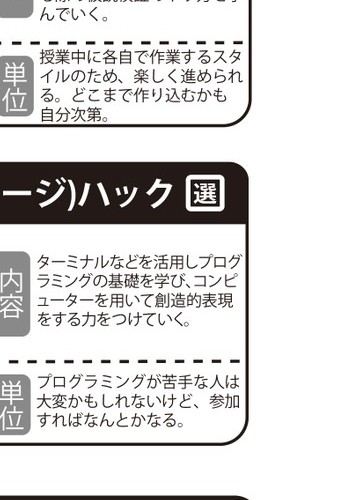 んでいく。
単位
授業中に各自で作業するスタ
イルのため、楽しく進められ
る。どこまで作り込むかも
自分次第。
ージ)ハック 選
内容
ターミナルなどを活用しプログ
ラミングの基礎を学び、コンピ
ューターを用いて創造的表現
をする力をつけていく。
単位
プログラミングが苦手な人は
大変かもしれないけど、参加
すればなんとかなる。